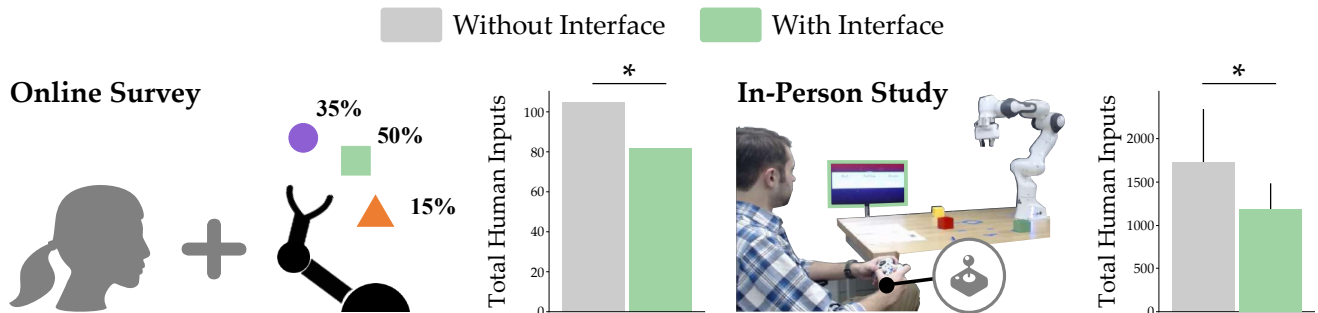 Without Interface
With Interface
Online Survey
35%
50%
15%
Total Human Inputs
100
80
60
40
20
0
*
In-Person Study
Total Human Inputs
2000
1500
1000
500
0
*